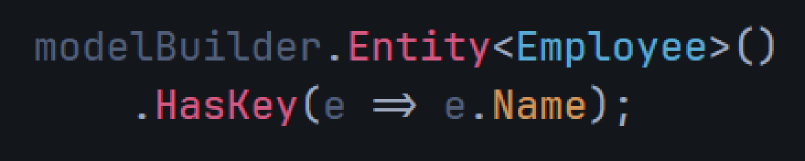 modelBuilder.Entity<Employee>()
.HasKey(e => e.Name);